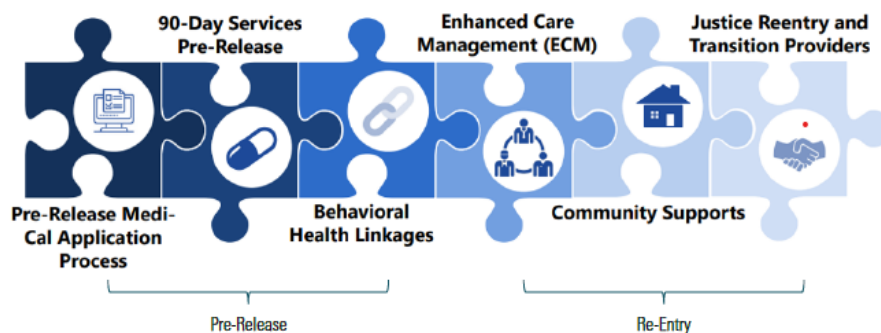 90-Day Services
Pre-Release
Enhanced Care
Management (ECM)
Justice Reentry and
Transition Providers
Pre-Release Medi-
Cal Application
Process
Behavioral
Health Linkages
Community Supports
Pre-Release
Re-Entry